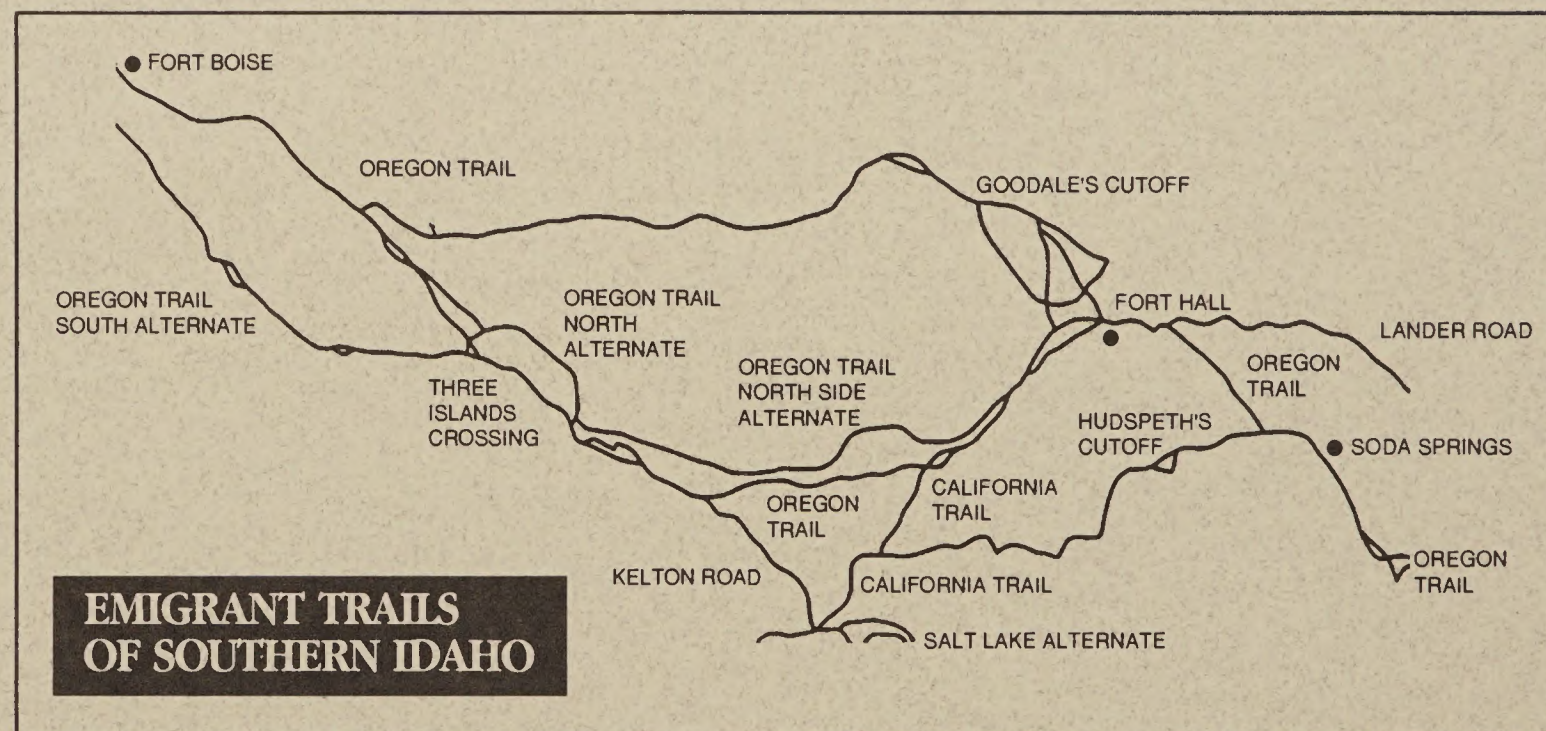 FORT BOISE
OREGON TRAIL
GOODALE'S CUTOFF
OREGON TRAIL
SOUTH ALTERNATE
OREGON TRAIL
NORTH
ALTERNATE
FORT HALL
LANDER ROAD
THREE
ISLANDS
CROSSING
OREGON TRAIL
NORTH SIDE
ALTERNATE
OREGON
TRAIL
HUDSPETH'S
CUTOFF
SODA SPRINGS
OREGON
TRAIL
CALIFORNIA
TRAIL
KELTON ROAD
CALIFORNIA TRAIL
OREGON
TRAIL
SALT LAKE ALTERNATE
EMIGRANT TRAILS
OF SOUTHERN IDAHO